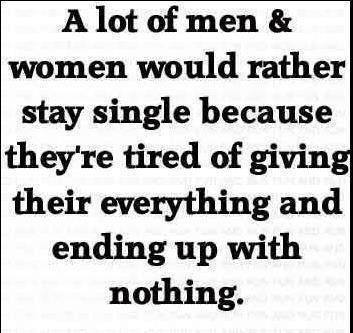 A lot of men &
women would rather
stay single because
they're tired of giving
their everything and
ending up with
nothing.